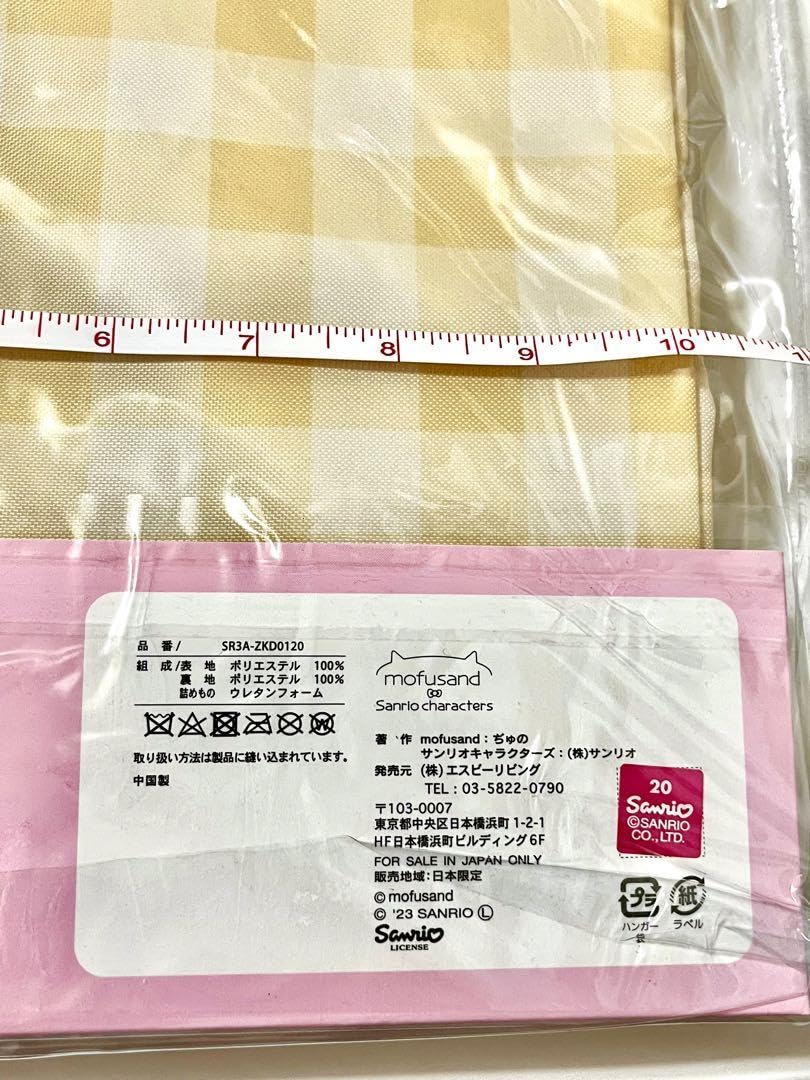 6 7 8 9 10
品 番/ SR3A-ZKD0120
組 成/表 地 ポリエステル 100%
裏 地 ポリエステル 100%
詰めもの ウレタンフォーム
取り扱い方法は製品に縫い込まれています。
中国製
mofusand
Sanrio characters
著 作 mofusand：ぢゅの
サンリオキャラクターズ：(株)サンリオ
発売元 (株)エスビーリビング
TEL：03-5822-0790
〒103-0007
東京都中央区日本橋浜町1-2-1
HF日本橋浜町ビルディング6F
FOR SALE IN JAPAN ONLY
販売地域:日本限定
©mofusand
© '23 SANRIO Ⓛ
Sanrio
LICENSE
20
Sanrio
©SANRIO
CO.,LTD.
プラ
ハンガー
袋
紙
ラベル